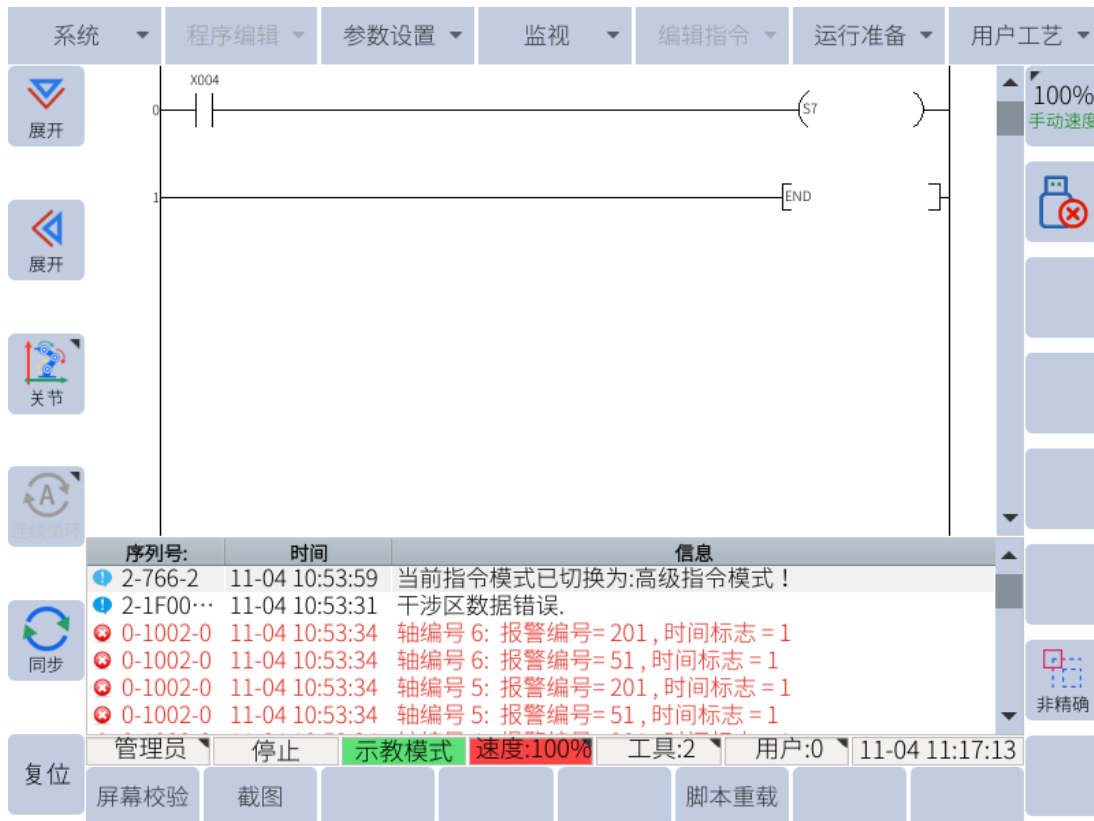 系统 程序编辑 参数设置 监视 编辑指令 运行准备 用户工艺
展开
X004
0
S7
100%
手动速度
1
END
展开
关节
A
连续循环
序列号: 时间 信息
2-766-2 11-04 10:53:59 当前指令模式已切换为:高级指令模式！
2-1F00··· 11-04 10:53:31 干涉区数据错误.
0-1002-0 11-04 10:53:34 轴编号 6: 报警编号= 201 , 时间标志 = 1
0-1002-0 11-04 10:53:34 轴编号 6: 报警编号= 51 , 时间标志 = 1
0-1002-0 11-04 10:53:34 轴编号 5: 报警编号= 201 , 时间标志 = 1
0-1002-0 11-04 10:53:34 轴编号 5: 报警编号= 51 , 时间标志 = 1
同步
非精确
管理员 停止 示教模式 速度:100% 工具:2 用户:0 11-04 11:17:13
复位
屏幕校验 截图 脚本重载